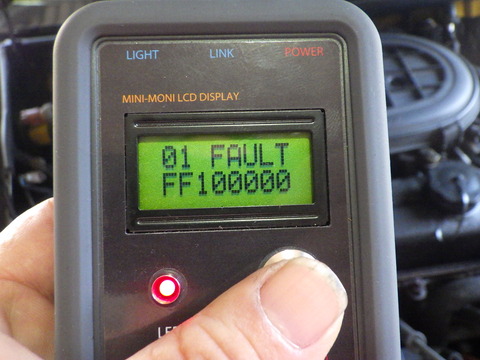 LIGHT LINK POWER
MINI-MONI LCD DISPLAY
01 FAULT
FF100000